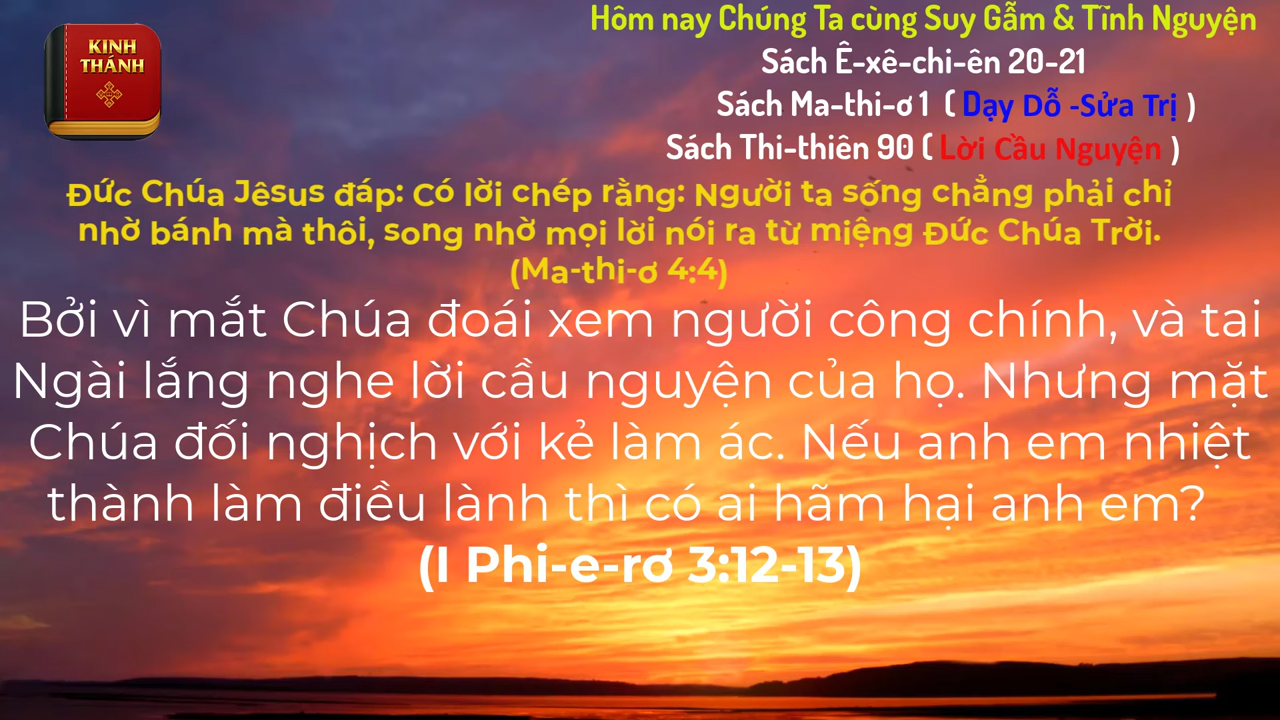 KINH
THÁNH
Hôm nay Chúng Ta cùng Suy Gẫm & Tĩnh Nguyện
Sách Ê-xê-chi-ên 20-21
Sách Ma-thi-ơ 1 ( Dạy Dỗ -Sửa Trị )
Sách Thi-thiên 90 ( Lời Cầu Nguyện )
Đức Chúa Jêsus đáp: Có lời chép rằng: Người ta sống chẳng phải chỉ
nhờ bánh mà thôi, song nhờ mọi lời nói ra từ miệng Đức Chúa Trời.
(Ma-thi-ơ 4:4)
Bởi vì mắt Chúa đoái xem người công chính, và tai
Ngài lắng nghe lời cầu nguyện của họ. Nhưng mặt
Chúa đối nghịch với kẻ làm ác. Nếu anh em nhiệt
thành làm điều lành thì có ai hãm hại anh em?
(I Phi-e-rơ 3:12-13)